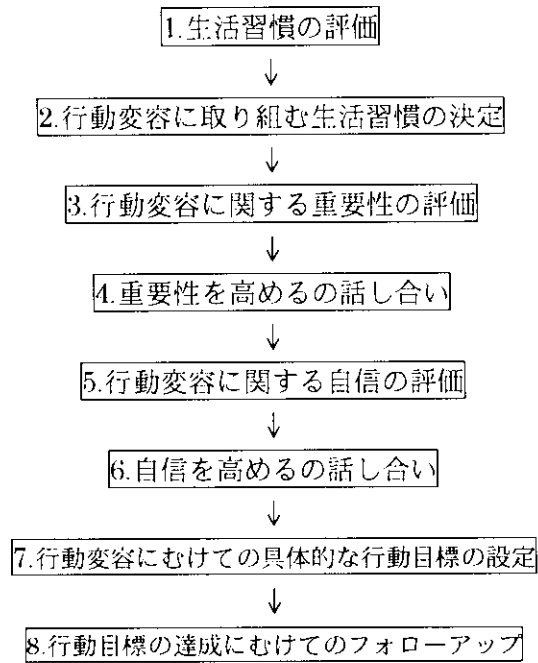 1.生活習慣の評価
↓
2.行動変容に取り組む生活習慣の決定
↓
3.行動変容に関する重要性の評価
↓
4.重要性を高めるの話し合い
↓
5.行動変容に関する自信の評価
↓
6.自信を高めるの話し合い
↓
7.行動変容にむけての具体的な行動目標の設定
↓
8.行動目標の達成にむけてのフォローアップ